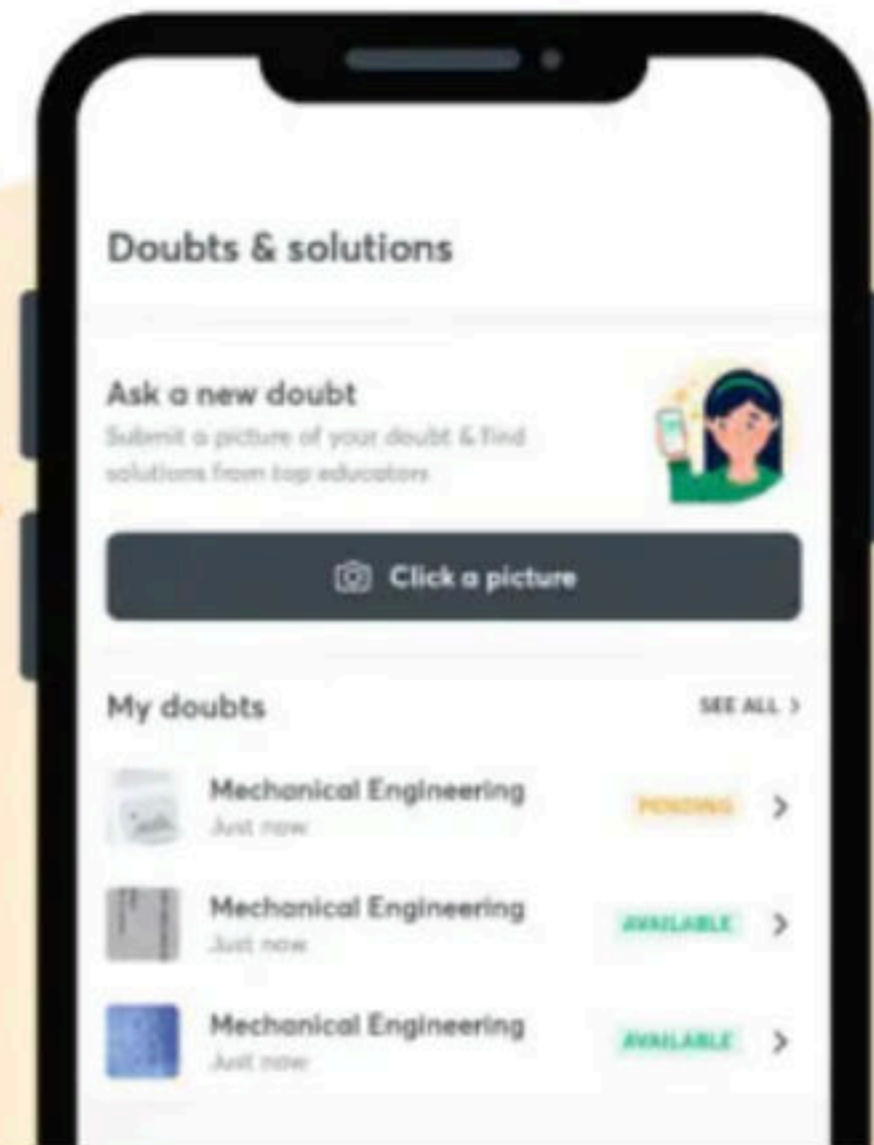 Doubts & solutions
Ask a new doubt
Submit a picture of your doubt & find
solutions from top educators
Click a picture
My doubts
SEE ALL >
Mechanical Engineering
PENDING
Just now
Mechanical Engineering
AVAILABLE
Just now
Mechanical Engineering
AVAILABLE
Just now